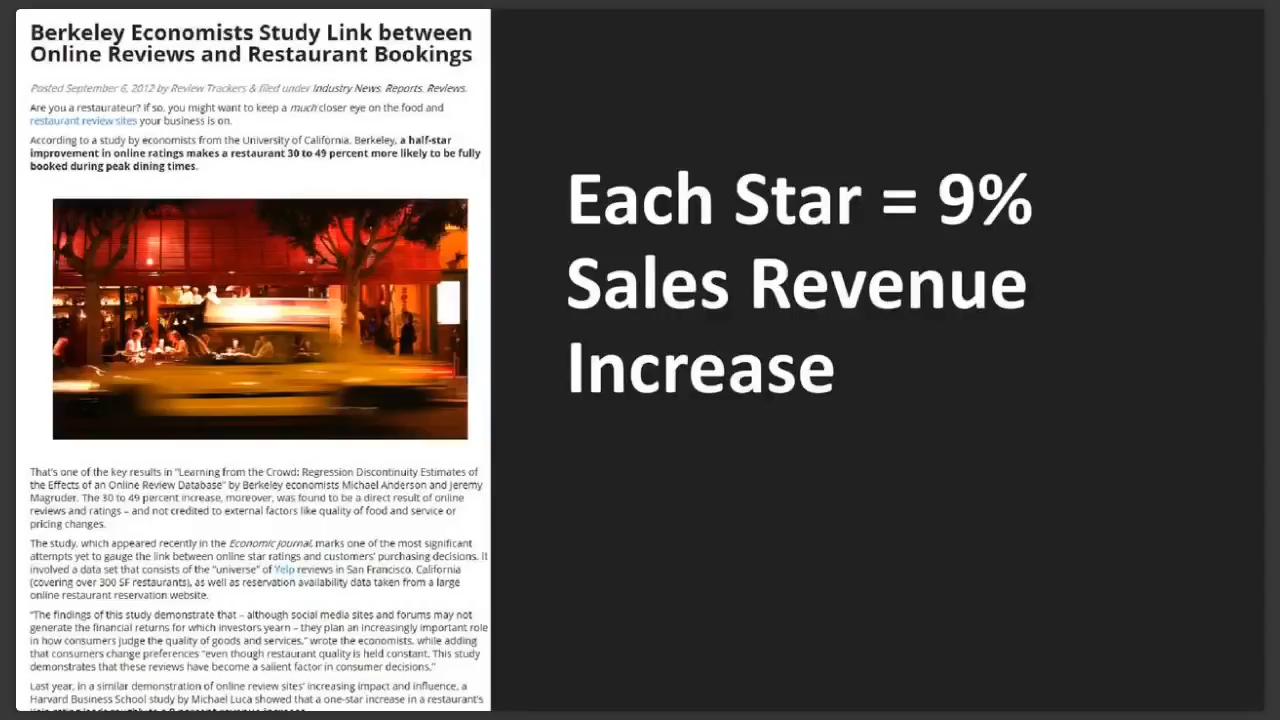 Berkeley Economists Study Link between
Online Reviews and Restaurant Bookings
Posted September 6, 2012 by Review Trackers & filed under Industry News, Reports, Reviews.
Are you a restaurateur? If so, you might want to keep a much closer eye on the food and
restaurant review sites your business is on.
According to a study by economists from the University of California, Berkeley, a half-star
improvement in online ratings makes a restaurant 30 to 49 percent more likely to be fully
booked during peak dining times.
That's one of the key results in "Learning from the Crowd: Regression Discontinuity Estimates of
the Effects of an Online Review Database" by Berkeley economists Michael Anderson and Jeremy
Magruder. The 30 to 49 percent increase, moreover, was found to be a direct result of online
reviews and ratings – and not credited to external factors like quality of food and service or
pricing changes.
The study, which appeared recently in the Economic Journal, marks one of the most significant
attempts yet to gauge the link between online star ratings and customers' purchasing decisions. It
involved a data set that consists of the "universe" of Yelp reviews in San Francisco, California
(covering over 300 SF restaurants), as well as reservation availability data taken from a large
online restaurant reservation website.
"The findings of this study demonstrate that – although social media sites and forums may not
generate the financial returns for which investors yearn – they plan an increasingly important role
in how consumers judge the quality of goods and services," wrote the economists, while adding
that consumers change preferences "even though restaurant quality is held constant. This study
demonstrates that these reviews have become a salient factor in consumer decisions."
Last year, in a similar demonstration of online review sites' increasing impact and influence, a
Harvard Business School study by Michael Luca showed that a one-star increase in a restaurant's
Each Star = 9%
Sales Revenue
Increase